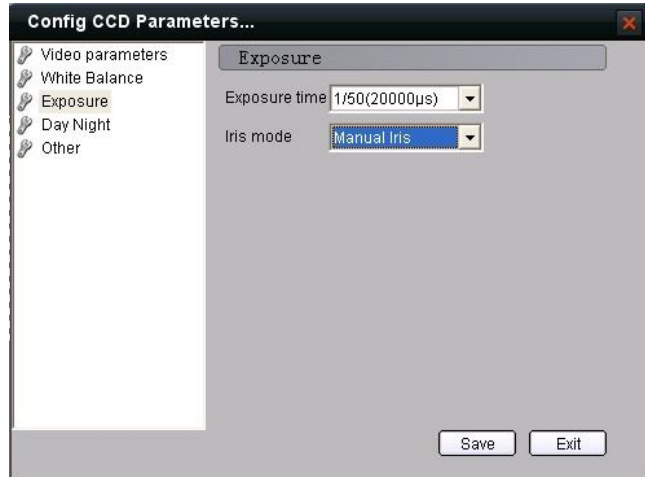 Config CCD Parameters...
Video parameters
White Balance
Exposure
Day Night
Other
Exposure
Exposure time 1/50(20000µs)
Iris mode Manual Iris
Save Exit